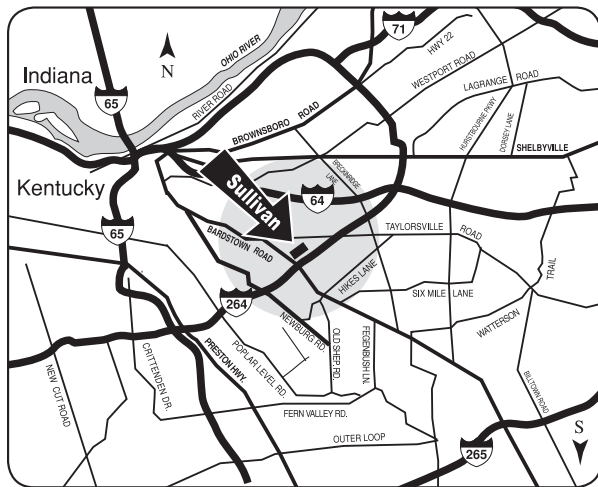 71
HWY 22
OHIO RIVER
N
WESTPORT ROAD
Indiana
LAGRANGE ROAD
65
RIVER ROAD
HURSTBOURNE PKWY
DORSEY LANE
BROWNSBORO ROAD
SHELBYVILLE
BRECKINRIDGE LANE
Kentucky
Sullivan
64
65
BARDSTOWN ROAD
TAYLORSVILLE ROAD
HIKES LANE
TRAIL
SIX MILE LANE
264
WATTERSON
NEWBURG RD.
OLD SHEP. RD.
FEGENBUSH LN.
PRESTON HWY.
POPLAR LEVEL RD.
CRITTENDEN DR.
NEW CUT ROAD
BILLTOWN ROAD
FERN VALLEY RD.
S
OUTER LOOP
265